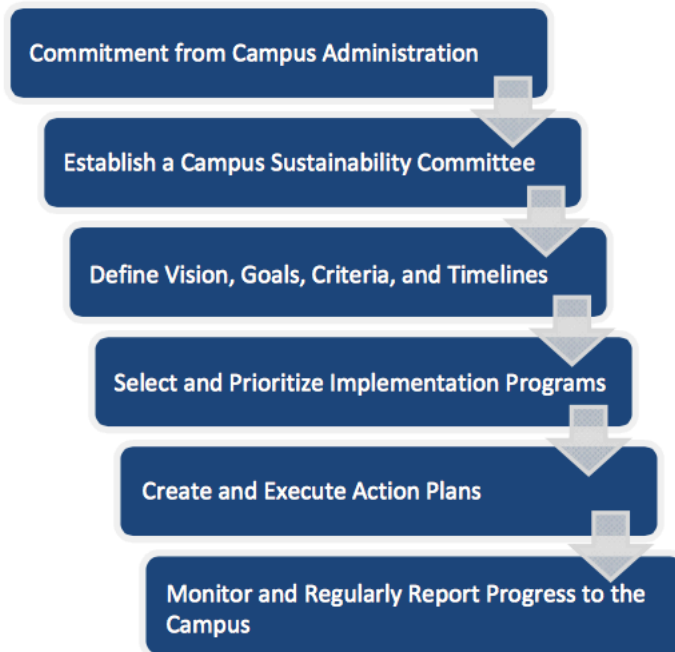 Commitment from Campus Administration
Establish a Campus Sustainability Committee
Define Vision, Goals, Criteria, and Timelines
Select and Prioritize Implementation Programs
Create and Execute Action Plans
Monitor and Regularly Report Progress to the
Campus